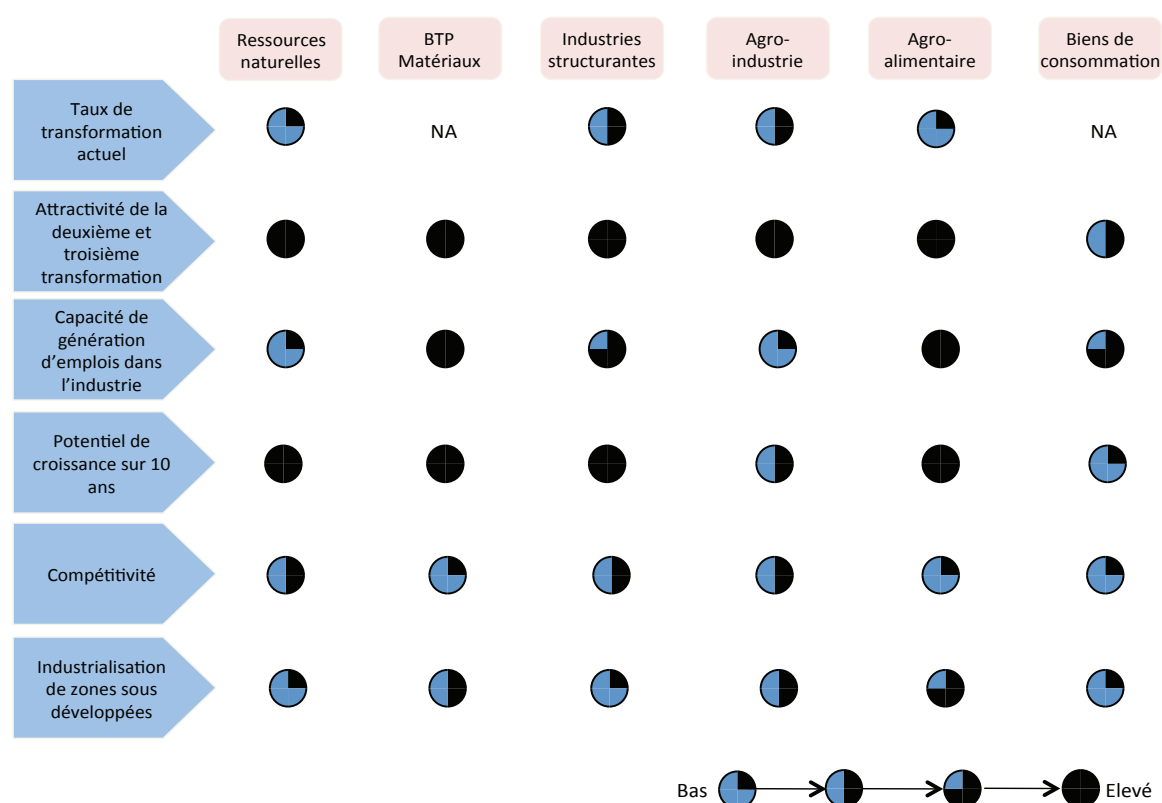 Ressources
naturelles
BTP
Matériaux
Industries
structurantes
Agro-
industrie
Agro-
alimentaire
Biens de
consommation
Taux de
transformation
actuel
NA
NA
Attractivité de la
deuxième et
troisième
transformation
Capacité de
génération
d'emplois dans
l'industrie
Potentiel de
croissance sur 10
ans
Compétitivité
Industrialisation
de zones sous
développées
Bas
Elevé